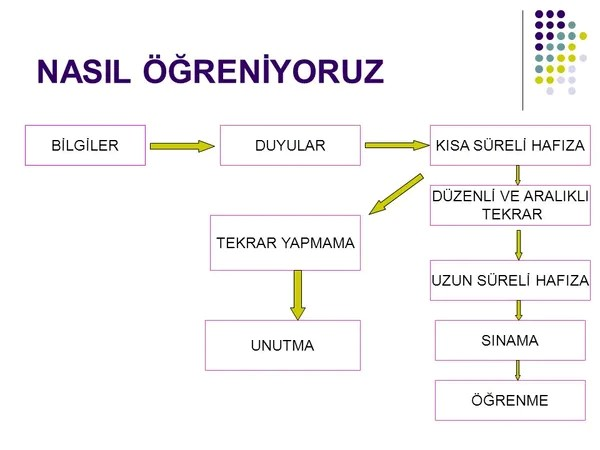 NASIL ÖĞRENİYORUZ
BİLGİLER
DUYULAR
KISA SÜRELİ HAFIZA
DÜZENLİ VE ARALIKLI
TEKRAR
TEKRAR YAPMAMA
UZUN SÜRELİ HAFIZA
UNUTMA
SINAMA
ÖĞRENME